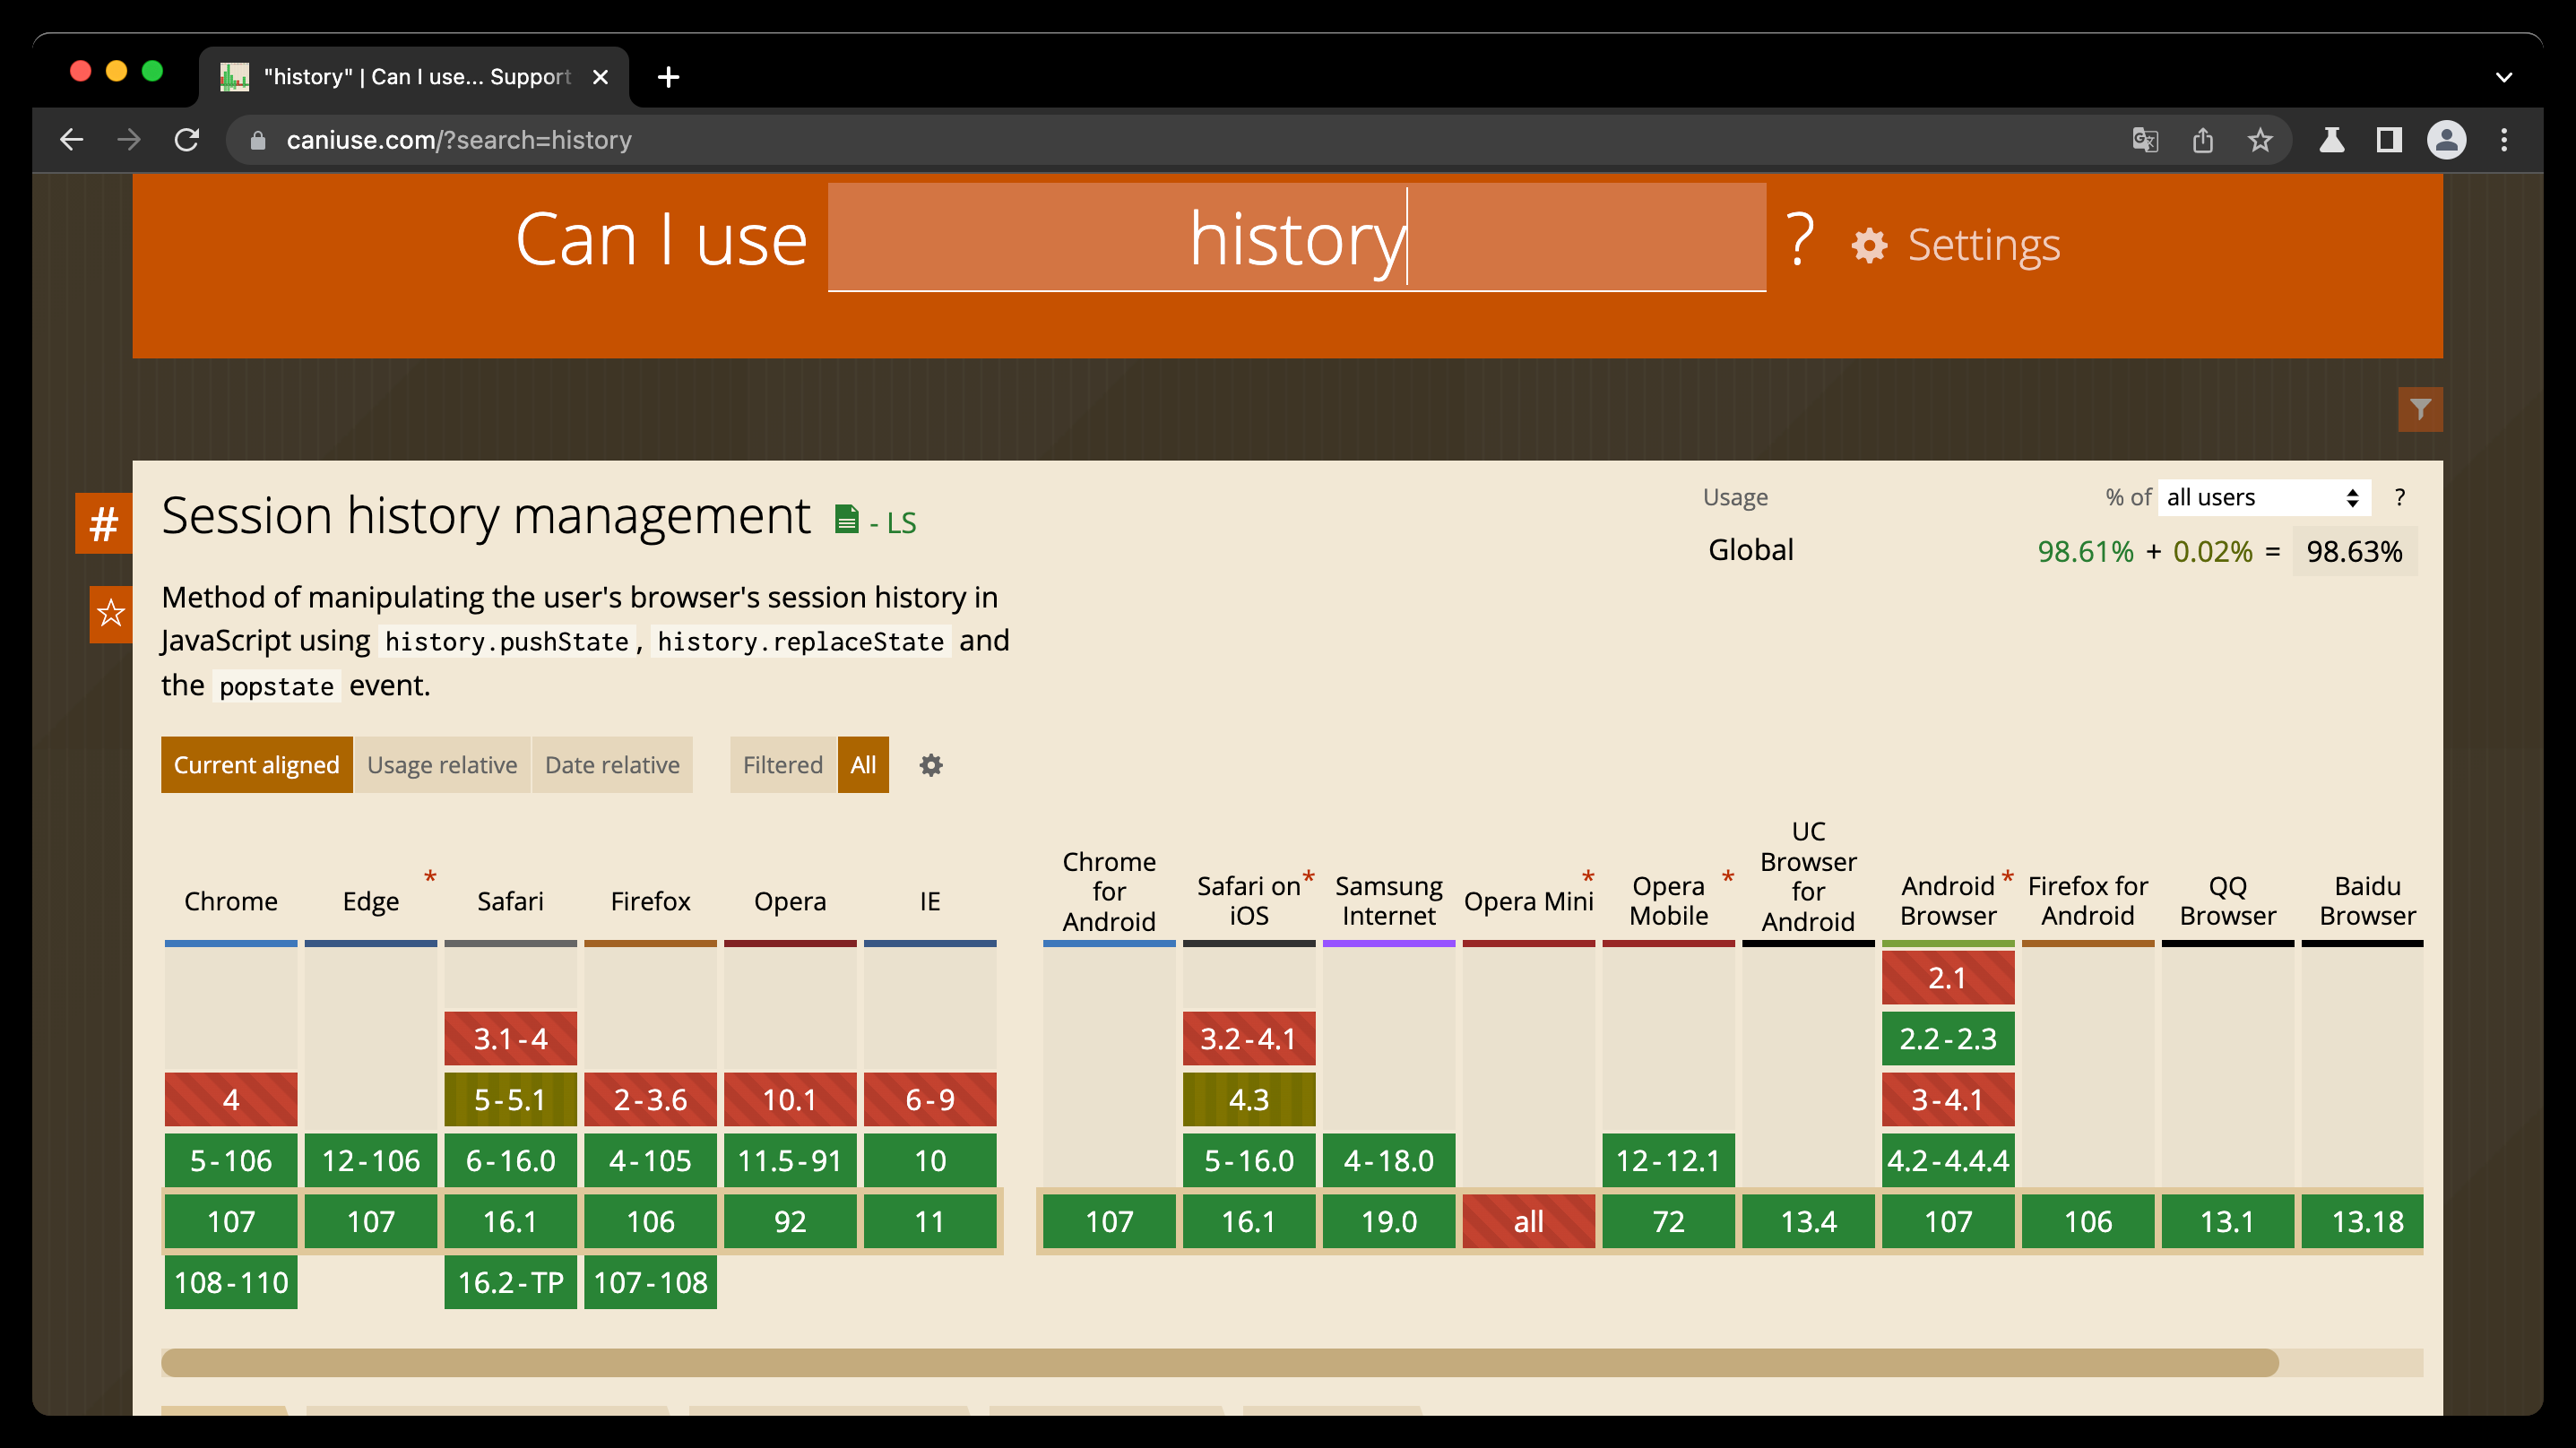 "history" | Can I use... Support
caniuse.com/?search=history
Can I use history ? Settings
# Session history management - LS
Usage % of all users ?
Global 98.61% + 0.02% = 98.63%
Method of manipulating the user's browser's session history in
JavaScript using history.pushState, history.replaceState and
the popstate event.
Current aligned Usage relative Date relative Filtered All
Chrome Edge * Safari Firefox Opera IE
Chrome for Android Safari on iOS * Samsung Internet Opera Mini * Opera Mobile * UC Browser for Android Android Browser * Firefox for Android QQ Browser Baidu Browser
2.1
3.1-4 3.2-4.1 2.2-2.3
4 5-5.1 2-3.6 10.1 6-9 4.3 3-4.1
5-106 12-106 6-16.0 4-105 11.5-91 10 5-16.0 4-18.0 12-12.1 4.2-4.4.4
107 107 16.1 106 92 11 107 16.1 19.0 all 72 13.4 107 106 13.1 13.18
108-110 16.2-TP 107-108